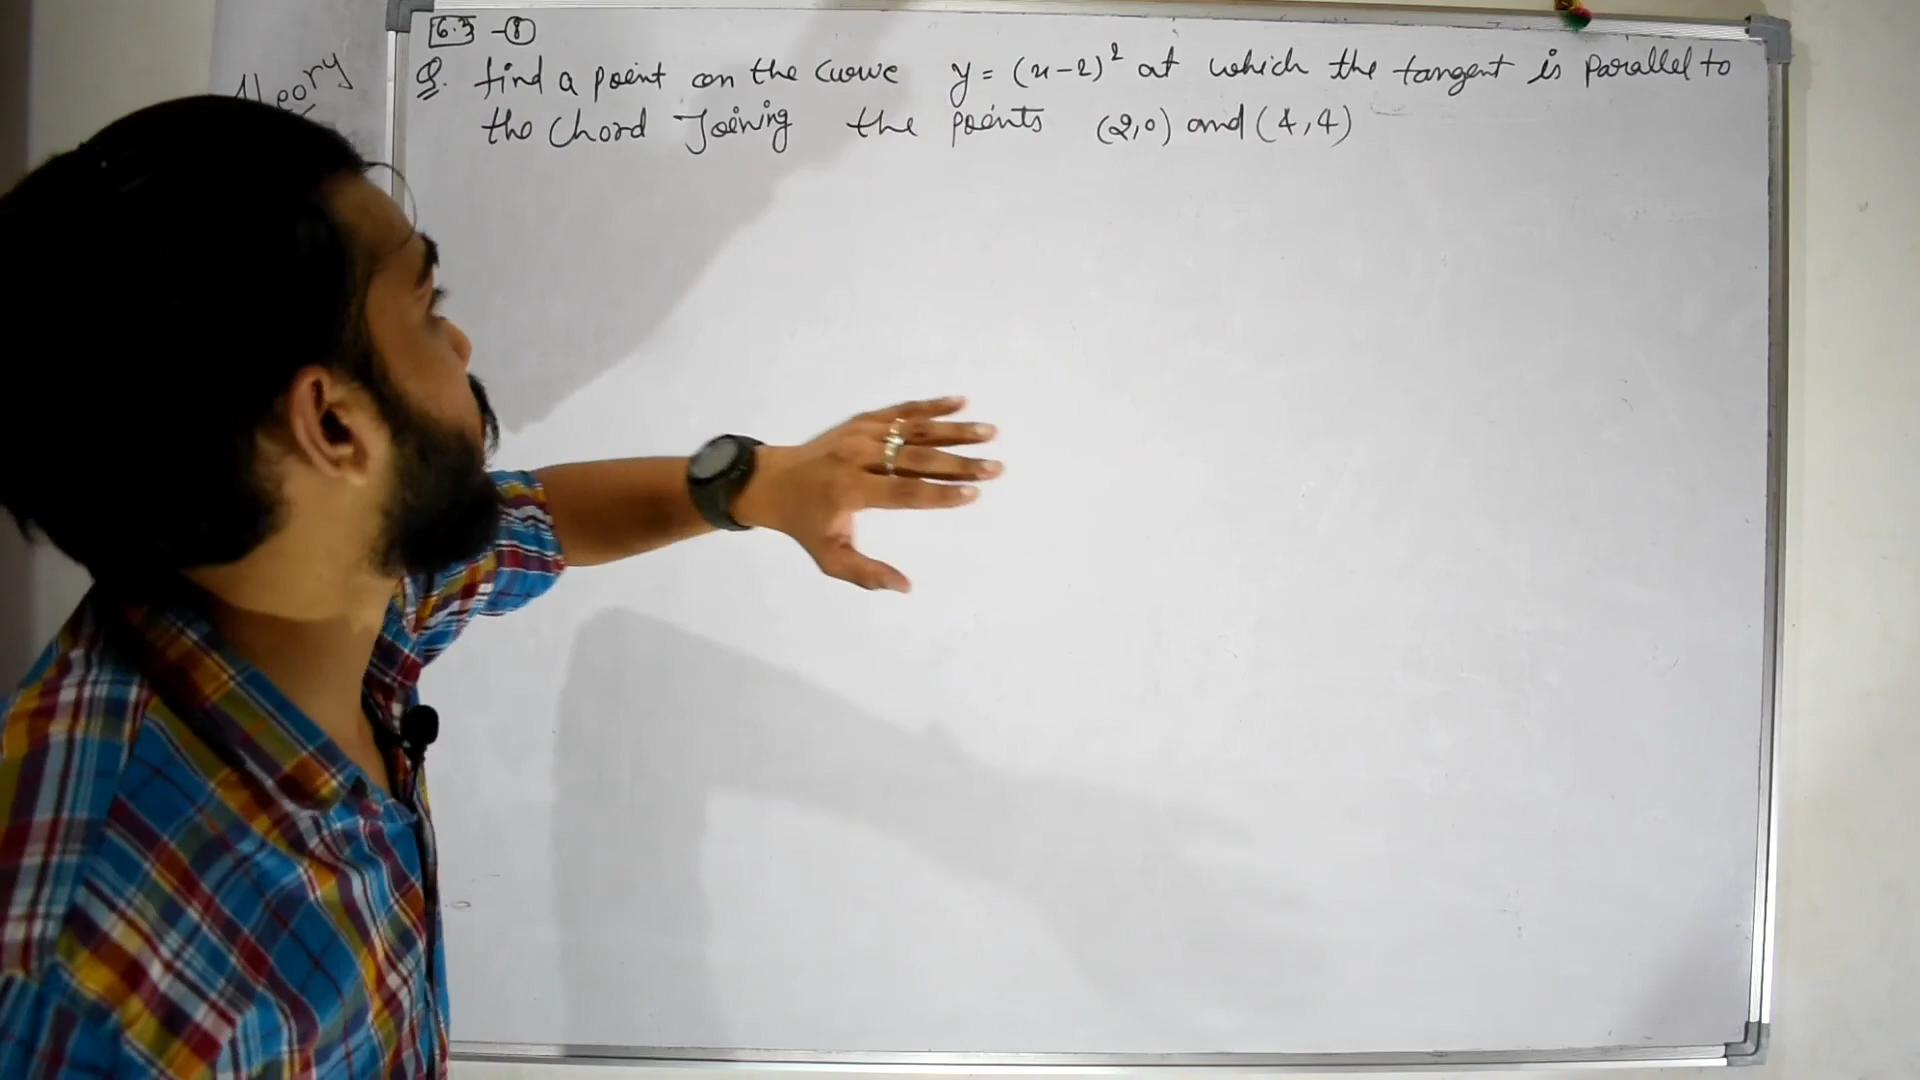 6.3 - 8
Theory
Q. find a point on the curve y = (x-2)² at which the tangent is parallel to
the chord Joining the points (2,0) and (4,4)